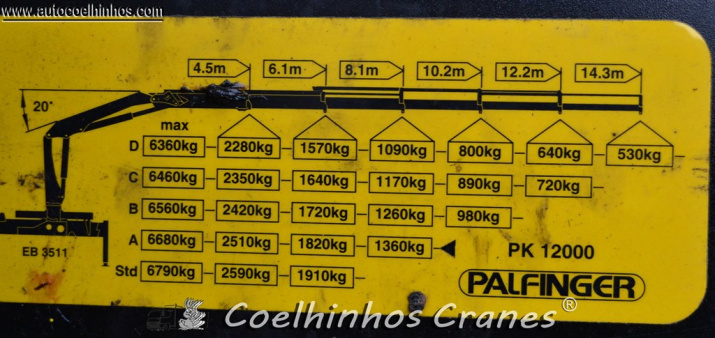 www.autocoelhinhos.com
4.5m 6.1m 8.1m 10.2m 12.2m 14.3m
20°
max
D 6360kg 2280kg 1570kg 1090kg 800kg 640kg 530kg
C 6460kg 2350kg 1640kg 1170kg 890kg 720kg
B 6560kg 2420kg 1720kg 1260kg 980kg
A 6680kg 2510kg 1820kg 1360kg PK 12000
EB 3511
Std 6790kg 2590kg 1910kg
PALFINGER
Coelhinhos Cranes®